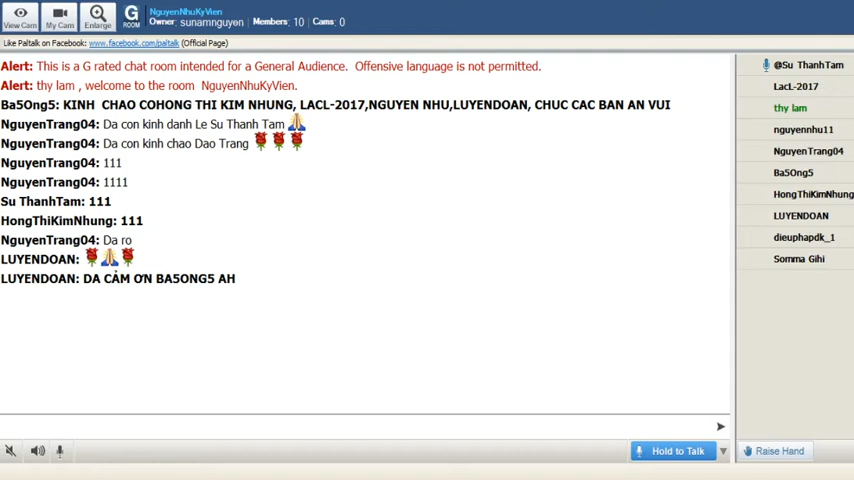 View Cam
My Cam
Enlarge
G
ROOM
NguyenNhuKyVien
Owner: sunamnguyen Members: 10 Cams: 0
Like Paltalk on Facebook: www.facebook.com/paltalk (Official Page)
Alert: This is a G rated chat room intended for a General Audience. Offensive language is not permitted.
Alert: thy lam , welcome to the room NguyenNhuKyVien.
Ba5Ong5: KINH CHAO COHONG THI KIM NHUNG, LACL-2017,NGUYEN NHU,LUYENDOAN, CHUC CAC BAN AN VUI
NguyenTrang04: Da con kinh danh Le Su Thanh Tam
NguyenTrang04: Da con kinh chao Dao Trang
NguyenTrang04: 111
NguyenTrang04: 1111
Su ThanhTam: 111
HongThiKimNhung: 111
NguyenTrang04: Da ro
LUYENDOAN:
LUYENDOAN: DA CẢM ƠN BA5ONG5 AH
@Su ThanhTam
LacL-2017
thy lam
nguyennhu11
NguyenTrang04
Ba5Ong5
HongThiKimNhung
LUYENDOAN
dieuphapdk_1
Somma Gihi
Hold to Talk
Raise Hand